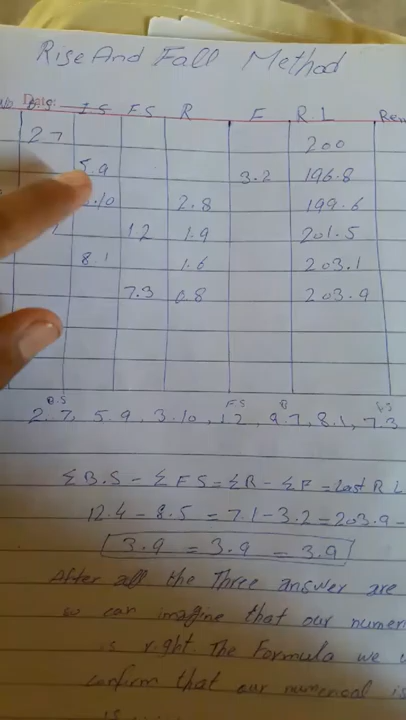 Rise And Fall Method
I.S FS R F R.L
2.7 200
5.9 3.2 196.8
.10 2.8 199.6
1.2 1.9 201.5
8.1 1.6 203.1
7.3 0.8 203.9
B.S FS
2.7, 5.9, 3.10, 1.2, 9.7, 8.1, 7.3
ΣB.S - ΣFS = ΣR - ΣF = Last R L
12.4 - 8.5 = 7.1 - 3.2 = 203.9 -
3.9 = 3.9 = 3.9
After all the Three answer are
so can imagine that our numeri
is right. The Formula we u
confirm that our numerical is